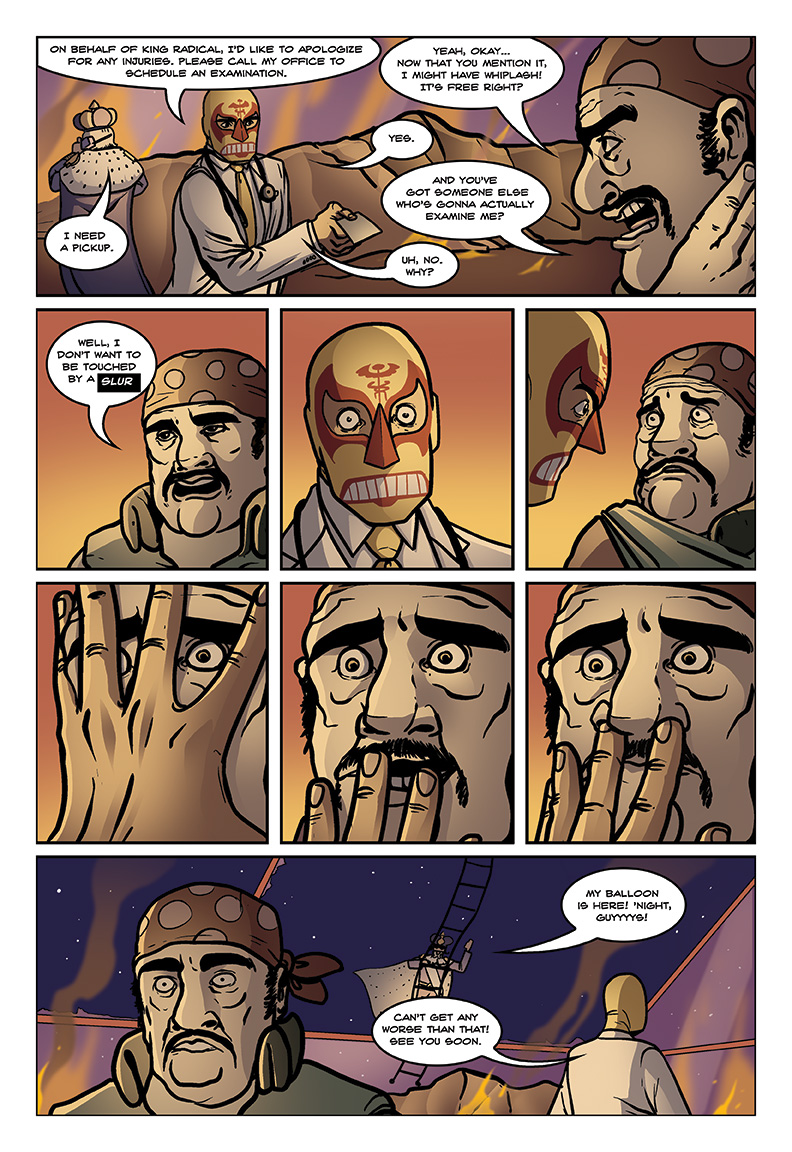 ON BEHALF OF KING RADICAL, I'D LIKE TO APOLOGIZE
FOR ANY INJURIES. PLEASE CALL MY OFFICE TO
SCHEDULE AN EXAMINATION.
YEAH, OKAY...
NOW THAT YOU MENTION IT,
I MIGHT HAVE WHIPLASH!
IT'S FREE RIGHT?
YES.
I NEED
A PICKUP.
AND YOU'VE
GOT SOMEONE ELSE
WHO'S GONNA ACTUALLY
EXAMINE ME?
UH, NO.
WHY?
WELL, I
DON'T WANT TO
BE TOUCHED
BY A SLUR
MY BALLOON
IS HERE! 'NIGHT,
GUYYYS!
CAN'T GET ANY
WORSE THAN THAT!
SEE YOU SOON.